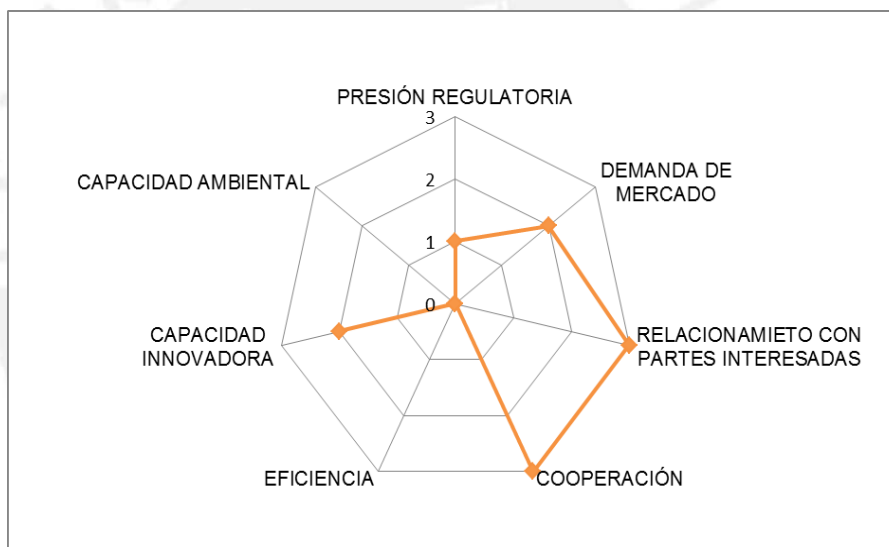 PRESIÓN REGULATORIA
3
2
1
0
DEMANDA DE
MERCADO
RELACIONAMIETO CON
PARTES INTERESADAS
COOPERACIÓN
EFICIENCIA
CAPACIDAD
INNOVADORA
CAPACIDAD AMBIENTAL